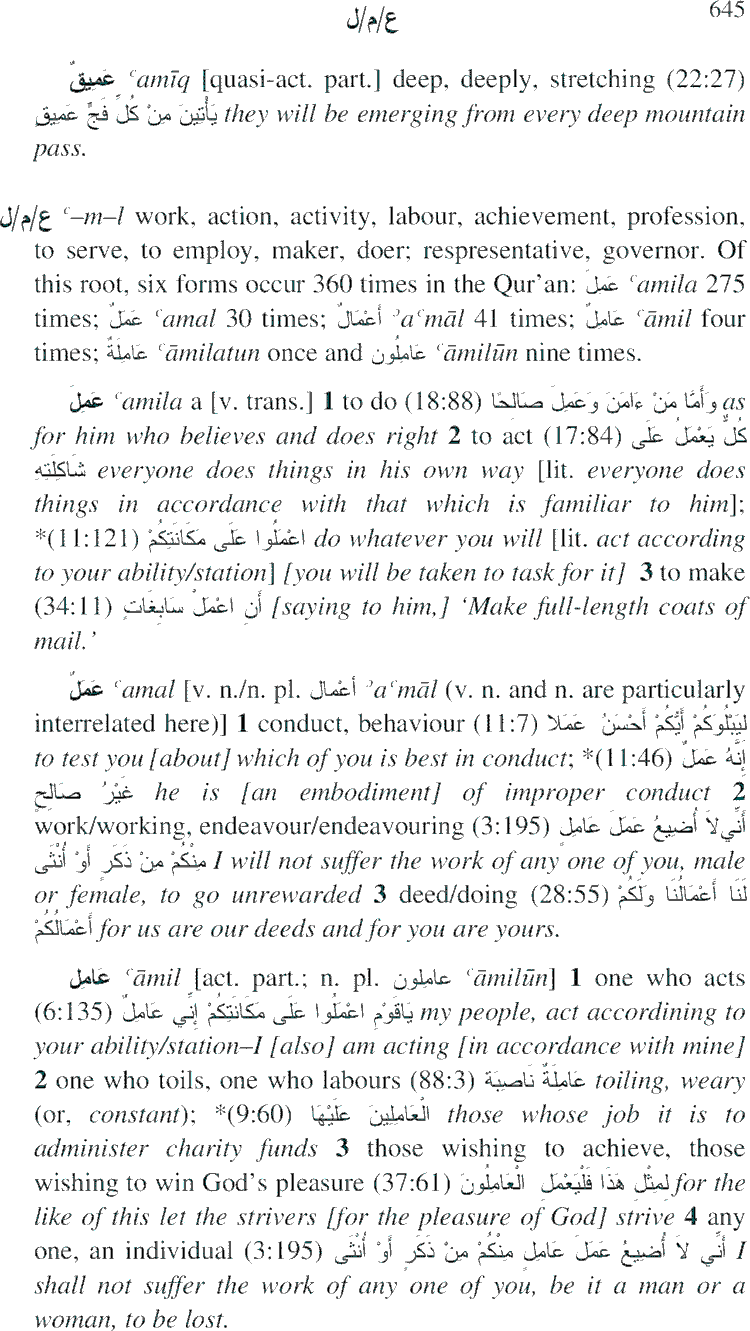 ع/م/ل 645
عَمِيقٌ ʿamīq [quasi-act. part.] deep, deeply, stretching (22:27)
يَأْتِينَ مِنْ كُلِّ فَجٍّ عَمِيقٍ they will be emerging from every deep mountain
pass.
ع/م/ل ʿ–m–l work, action, activity, labour, achievement, profession,
to serve, to employ, maker, doer; respresentative, governor. Of
this root, six forms occur 360 times in the Qur'an: عَمِلَ ʿamila 275
times; عَمَلٌ ʿamal 30 times; أَعْمَالٌ ʾaʿmāl 41 times; عَامِلٌ ʿāmil four
times; عَامِلَةٌ ʿāmilatun once and عَامِلُون ʿāmilūn nine times.
عَمِلَ ʿamila a [v. trans.] 1 to do (18:88) وَأَمَّا مَنْ ءَامَنَ وَعَمِلَ صَالِحًا as
for him who believes and does right 2 to act (17:84) كُلٌّ يَعْمَلُ عَلَى
شَاكِلَتِهِ everyone does things in his own way [lit. everyone does
things in accordance with that which is familiar to him];
*(11:121) اعْمَلُوا عَلَى مَكَانَتِكُمْ do whatever you will [lit. act according
to your ability/station] [you will be taken to task for it] 3 to make
(34:11) أَنِ اعْمَلْ سَابِغَاتٍ [saying to him,] ‘Make full-length coats of
mail.’
عَمَلٌ ʿamal [v. n./n. pl. أَعْمَال ʾaʿmāl (v. n. and n. are particularly
interrelated here)] 1 conduct, behaviour (11:7) لِيَبْلُوَكُمْ أَيُّكُمْ أَحْسَنُ عَمَلًا
to test you [about] which of you is best in conduct; *(11:46) إِنَّهُ عَمَلٌ
غَيْرُ صَالِحٍ he is [an embodiment] of improper conduct 2
work/working, endeavour/endeavouring (3:195) أَنِّي لاَ أُضِيعُ عَمَلَ عَامِلٍ
مِنْكُمْ مِنْ ذَكَرٍ أَوْ أُنْثَى I will not suffer the work of any one of you, male
or female, to go unrewarded 3 deed/doing (28:55) لَنَا أَعْمَالُنَا وَلَكُمْ
أَعْمَالُكُمْ for us are our deeds and for you are yours.
عَامِل ʿāmil [act. part.; n. pl. عَامِلون ʿāmilūn] 1 one who acts
(6:135) يَاقَوْمِ اعْمَلُوا عَلَى مَكَانَتِكُمْ إِنِّي عَامِلٌ my people, act accordining to
your ability/station–I [also] am acting [in accordance with mine]
2 one who toils, one who labours (88:3) عَامِلَةٌ نَاصِبَة toiling, weary
(or, constant); *(9:60) الْعَامِلِينَ عَلَيْهَا those whose job it is to
administer charity funds 3 those wishing to achieve, those
wishing to win God's pleasure (37:61) لِمِثْلِ هَذَا فَلْيَعْمَلِ الْعَامِلُونَ for the
like of this let the strivers [for the pleasure of God] strive 4 any
one, an individual (3:195) أَنِّي لاَ أُضِيعُ عَمَلَ عَامِلٍ مِنْكُمْ مِنْ ذَكَرٍ أَوْ أُنْثَى I
shall not suffer the work of any one of you, be it a man or a
woman, to be lost.